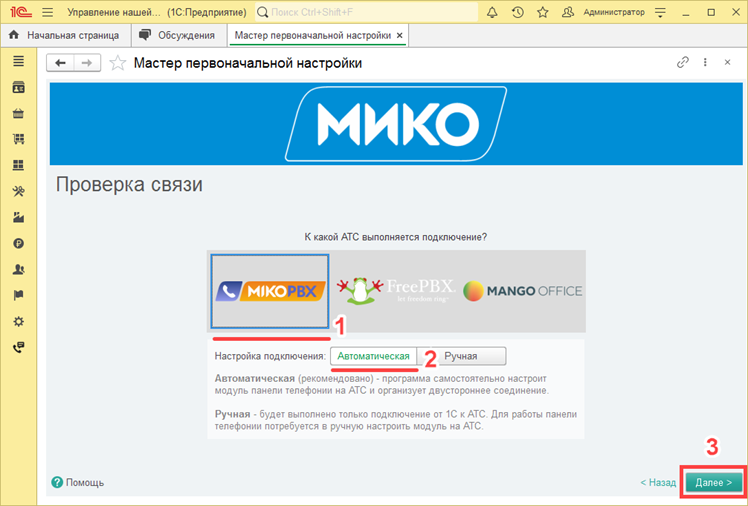 1С Управление нашей... (1С:Предприятие) Поиск Ctrl+Shift+F Администратор
Начальная страница Обсуждения Мастер первоначальной настройки ×
Мастер первоначальной настройки
МИКО
Проверка связи
К какой АТС выполняется подключение?
MIKOPBX FreePBX. let freedom ring™ MANGO OFFICE
1
Настройка подключения: Автоматическая 2 Ручная
Автоматическая (рекомендовано) - программа самостоятельно настроит
модуль панели телефонии на АТС и организует двустороннее соединение.
Ручная - будет выполнено только подключение от 1С к АТС. Для работы панели
телефонии потребуется в ручную настроить модуль на АТС.
3
? Помощь < Назад Далее >